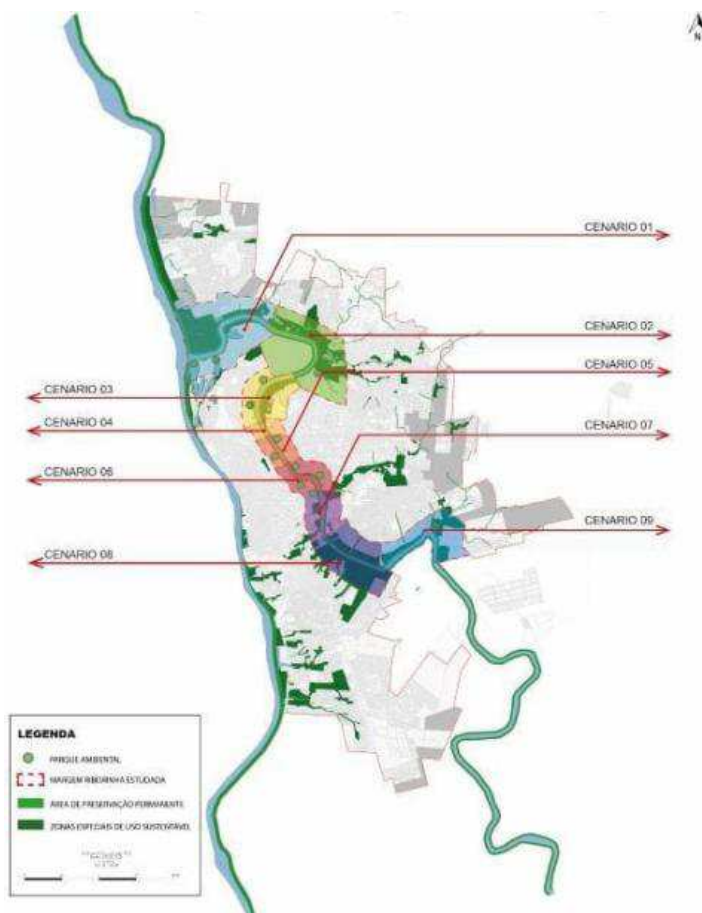 N
CENARIO 01
CENARIO 02
CENARIO 05
CENARIO 03
CENARIO 04
CENARIO 07
CENARIO 06
CENARIO 09
CENARIO 08
LEGENDA
PARQUE AMBIENTAL
MARGEM RIBEIRINHA ESTUDADA
ÁREA DE PRESERVAÇÃO PERMANENTE
ZONAS ESPECIAIS DE USO SUSTENTÁVEL